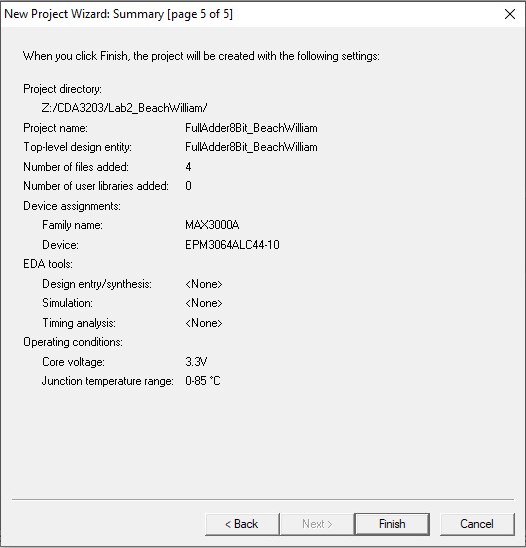 New Project Wizard: Summary [page 5 of 5]
When you click Finish, the project will be created with the following settings:
Project directory:
Z:/CDA3203/Lab2_BeachWilliam/
Project name: FullAdder8Bit_BeachWilliam
Top-level design entity: FullAdder8Bit_BeachWilliam
Number of files added: 4
Number of user libraries added: 0
Device assignments:
Family name: MAX3000A
Device: EPM3064ALC44-10
EDA tools:
Design entry/synthesis: <None>
Simulation: <None>
Timing analysis: <None>
Operating conditions:
Core voltage: 3.3V
Junction temperature range: 0-85 °C
< Back Next > Finish Cancel